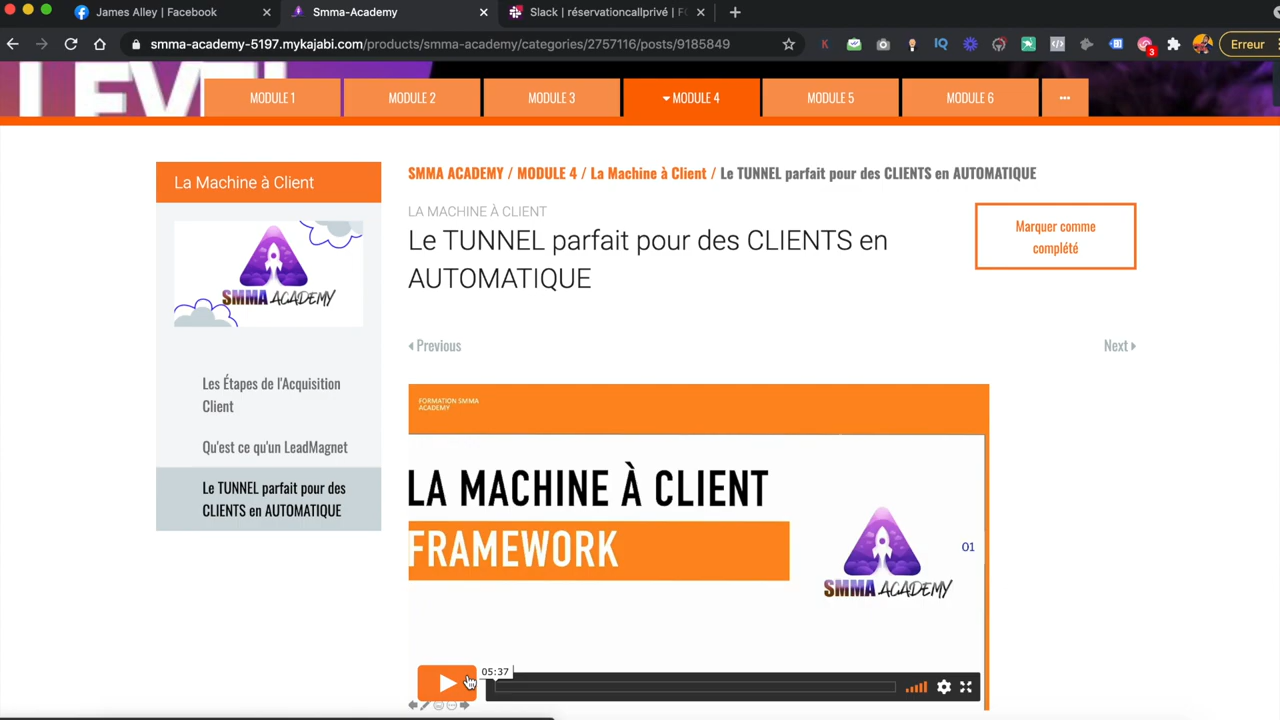 James Alley | Facebook
Smma-Academy
Slack | réservationcallprivé |
smma-academy-5197.mykajabi.com/products/smma-academy/categories/2757116/posts/9185849
K
IQ
3
Erreur
LEVEL
MODULE 1
MODULE 2
MODULE 3
MODULE 4
MODULE 5
MODULE 6
...
La Machine à Client
SMMA ACADEMY
Les Étapes de l'Acquisition
Client
Qu'est ce qu'un LeadMagnet
Le TUNNEL parfait pour des
CLIENTS en AUTOMATIQUE
SMMA ACADEMY / MODULE 4 / La Machine à Client / Le TUNNEL parfait pour des CLIENTS en AUTOMATIQUE
LA MACHINE À CLIENT
Le TUNNEL parfait pour des CLIENTS en
AUTOMATIQUE
Marquer comme
complété
Previous
Next
FORMATION SMMA
ACADEMY
LA MACHINE À CLIENT
FRAMEWORK
SMMA ACADEMY
01
05:37